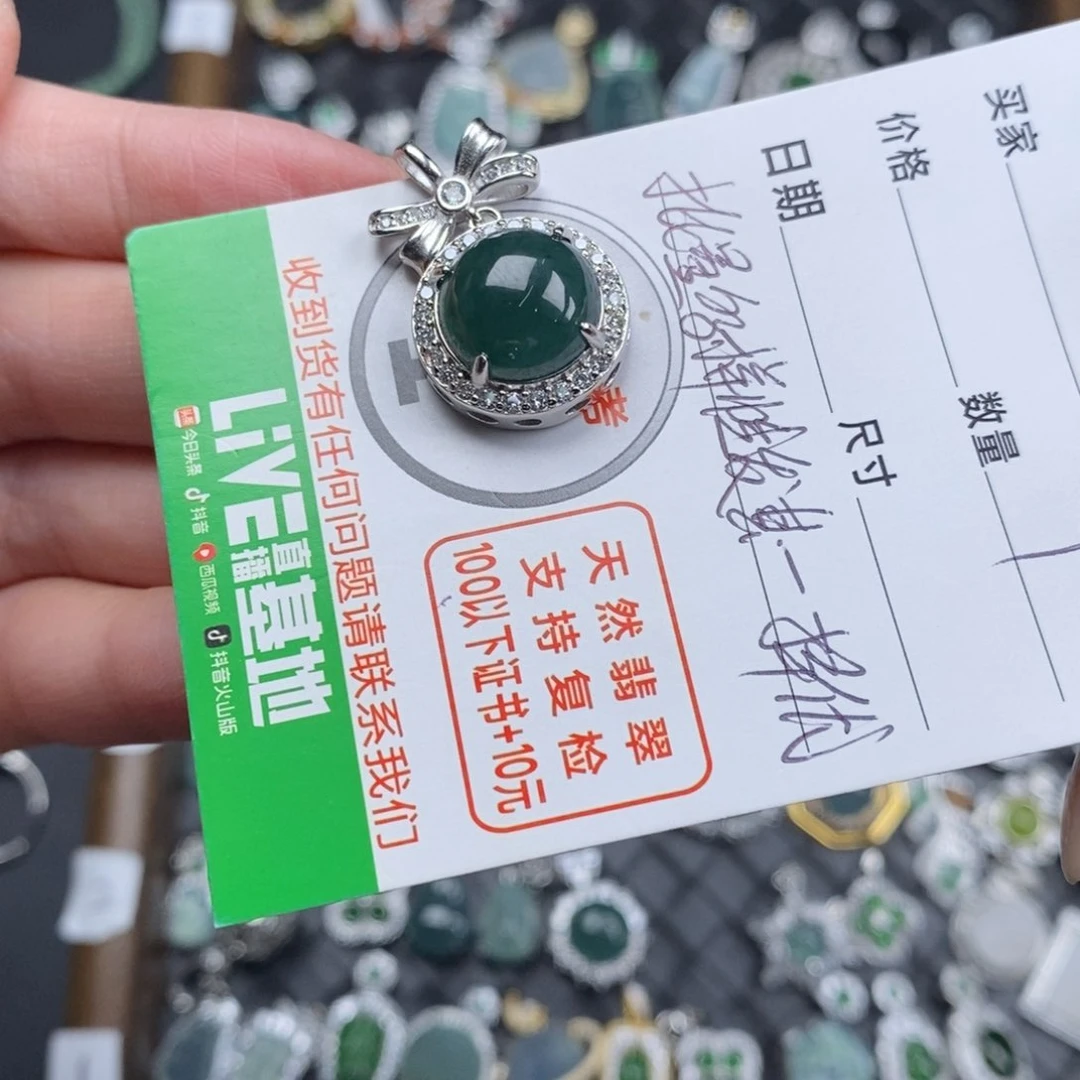 买家
价格
数量
日期
尺寸
收到货有任何问题请联系我们
天然翡翠
支持复检
100以下证书+10元
LiVE直播基地
今日头条 抖音 西瓜视频 抖音火山版
考